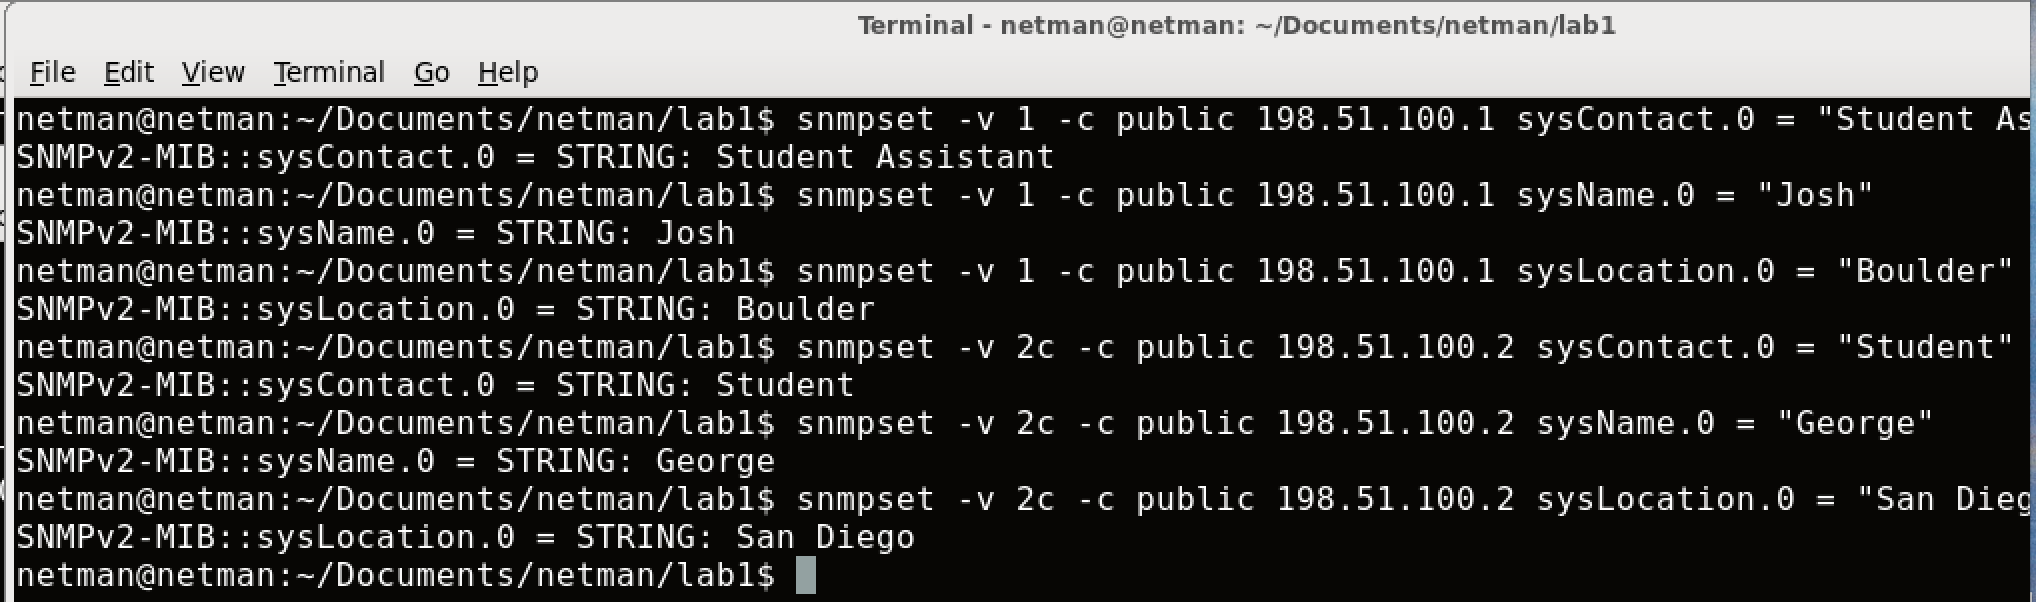 Terminal - netman@netman: ~/Documents/netman/lab1
File Edit View Terminal Go Help
netman@netman:~/Documents/netman/lab1$ snmpset -v 1 -c public 198.51.100.1 sysContact.0 = "Student As
SNMPv2-MIB::sysContact.0 = STRING: Student Assistant
netman@netman:~/Documents/netman/lab1$ snmpset -v 1 -c public 198.51.100.1 sysName.0 = "Josh"
SNMPv2-MIB::sysName.0 = STRING: Josh
netman@netman:~/Documents/netman/lab1$ snmpset -v 1 -c public 198.51.100.1 sysLocation.0 = "Boulder"
SNMPv2-MIB::sysLocation.0 = STRING: Boulder
netman@netman:~/Documents/netman/lab1$ snmpset -v 2c -c public 198.51.100.2 sysContact.0 = "Student"
SNMPv2-MIB::sysContact.0 = STRING: Student
netman@netman:~/Documents/netman/lab1$ snmpset -v 2c -c public 198.51.100.2 sysName.0 = "George"
SNMPv2-MIB::sysName.0 = STRING: George
netman@netman:~/Documents/netman/lab1$ snmpset -v 2c -c public 198.51.100.2 sysLocation.0 = "San Dieg
SNMPv2-MIB::sysLocation.0 = STRING: San Diego
netman@netman:~/Documents/netman/lab1$